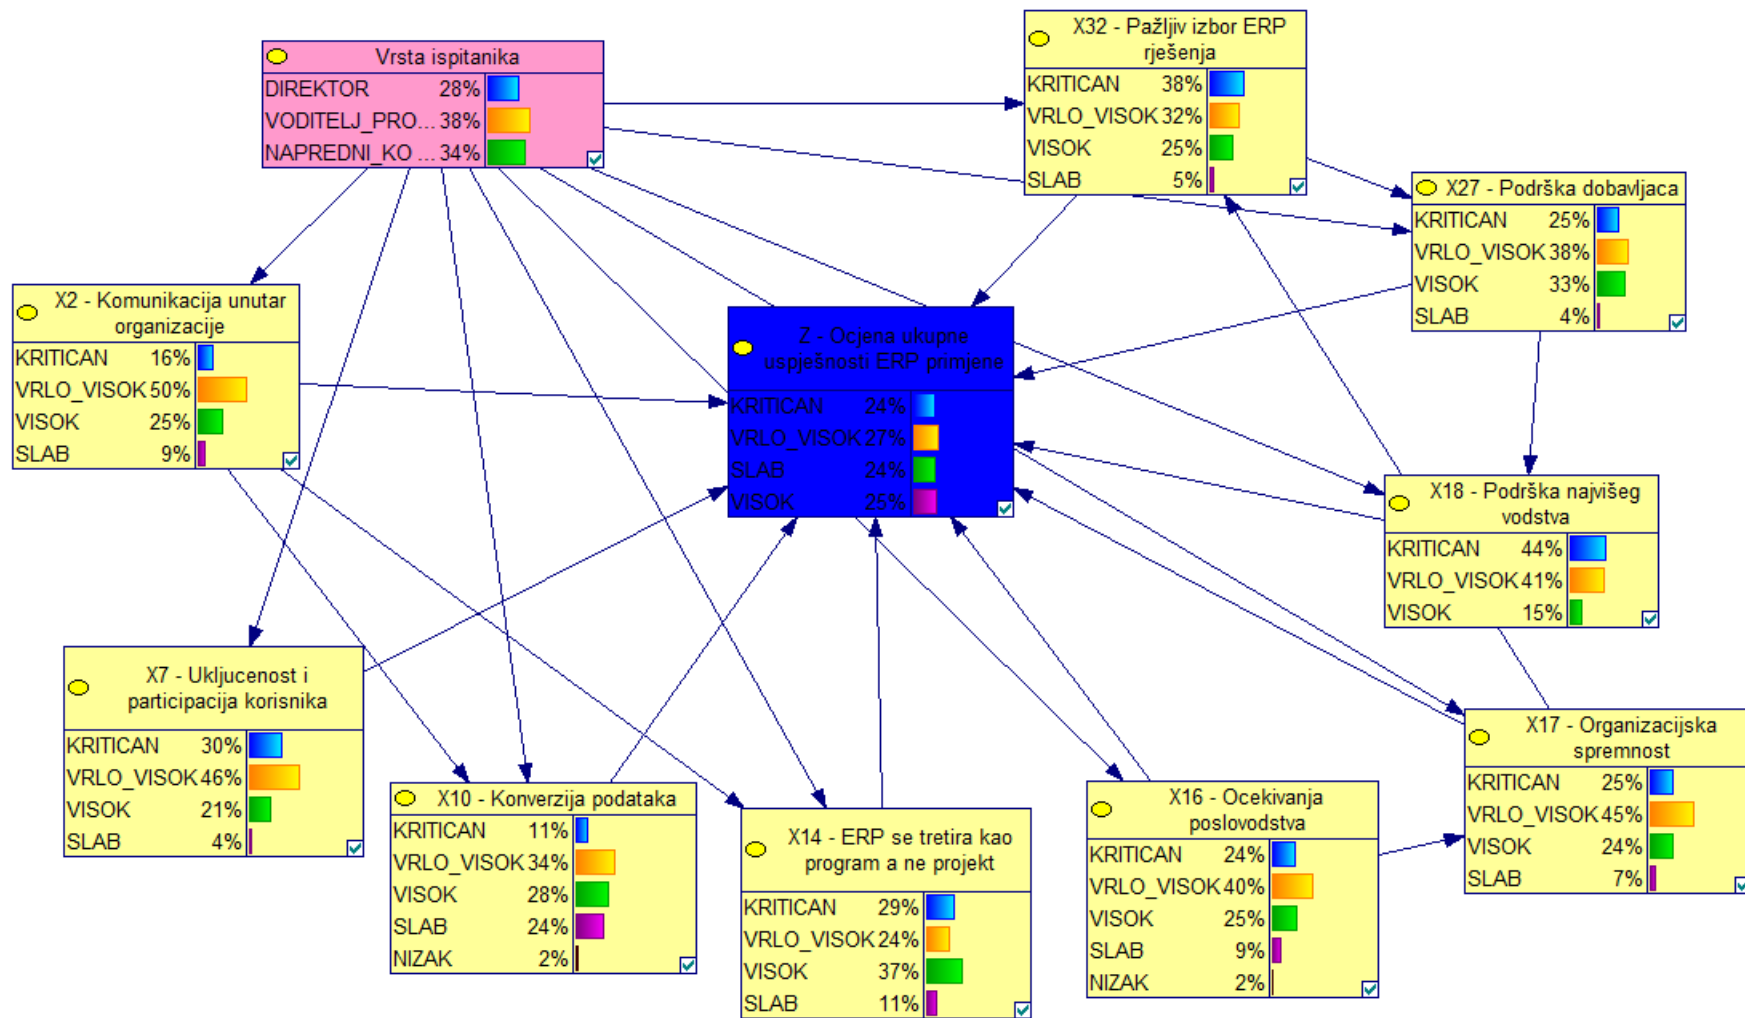 Vrsta ispitanika
DIREKTOR 28%
VODITELJ_PRO... 38%
NAPREDNI_KO ... 34%
X32 - Pažljiv izbor ERP
rješenja
KRITICAN 38%
VRLO_VISOK 32%
VISOK 25%
SLAB 5%
X27 - Podrška dobavljaca
KRITICAN 25%
VRLO_VISOK 38%
VISOK 33%
SLAB 4%
X2 - Komunikacija unutar
organizacije
KRITICAN 16%
VRLO_VISOK 50%
VISOK 25%
SLAB 9%
Z - Ocjena ukupne
uspješnosti ERP primjene
KRITICAN 24%
VRLO_VISOK 27%
SLAB 24%
VISOK 25%
X18 - Podrška najvišeg
vodstva
KRITICAN 44%
VRLO_VISOK 41%
VISOK 15%
X7 - Ukljucenost i
participacija korisnika
KRITICAN 30%
VRLO_VISOK 46%
VISOK 21%
SLAB 4%
X10 - Konverzija podataka
KRITICAN 11%
VRLO_VISOK 34%
VISOK 28%
SLAB 24%
NIZAK 2%
X14 - ERP se tretira kao
program a ne projekt
KRITICAN 29%
VRLO_VISOK 24%
VISOK 37%
SLAB 11%
X16 - Ocekivanja
poslovodstva
KRITICAN 24%
VRLO_VISOK 40%
VISOK 25%
SLAB 9%
NIZAK 2%
X17 - Organizacijska
spremnost
KRITICAN 25%
VRLO_VISOK 45%
VISOK 24%
SLAB 7%